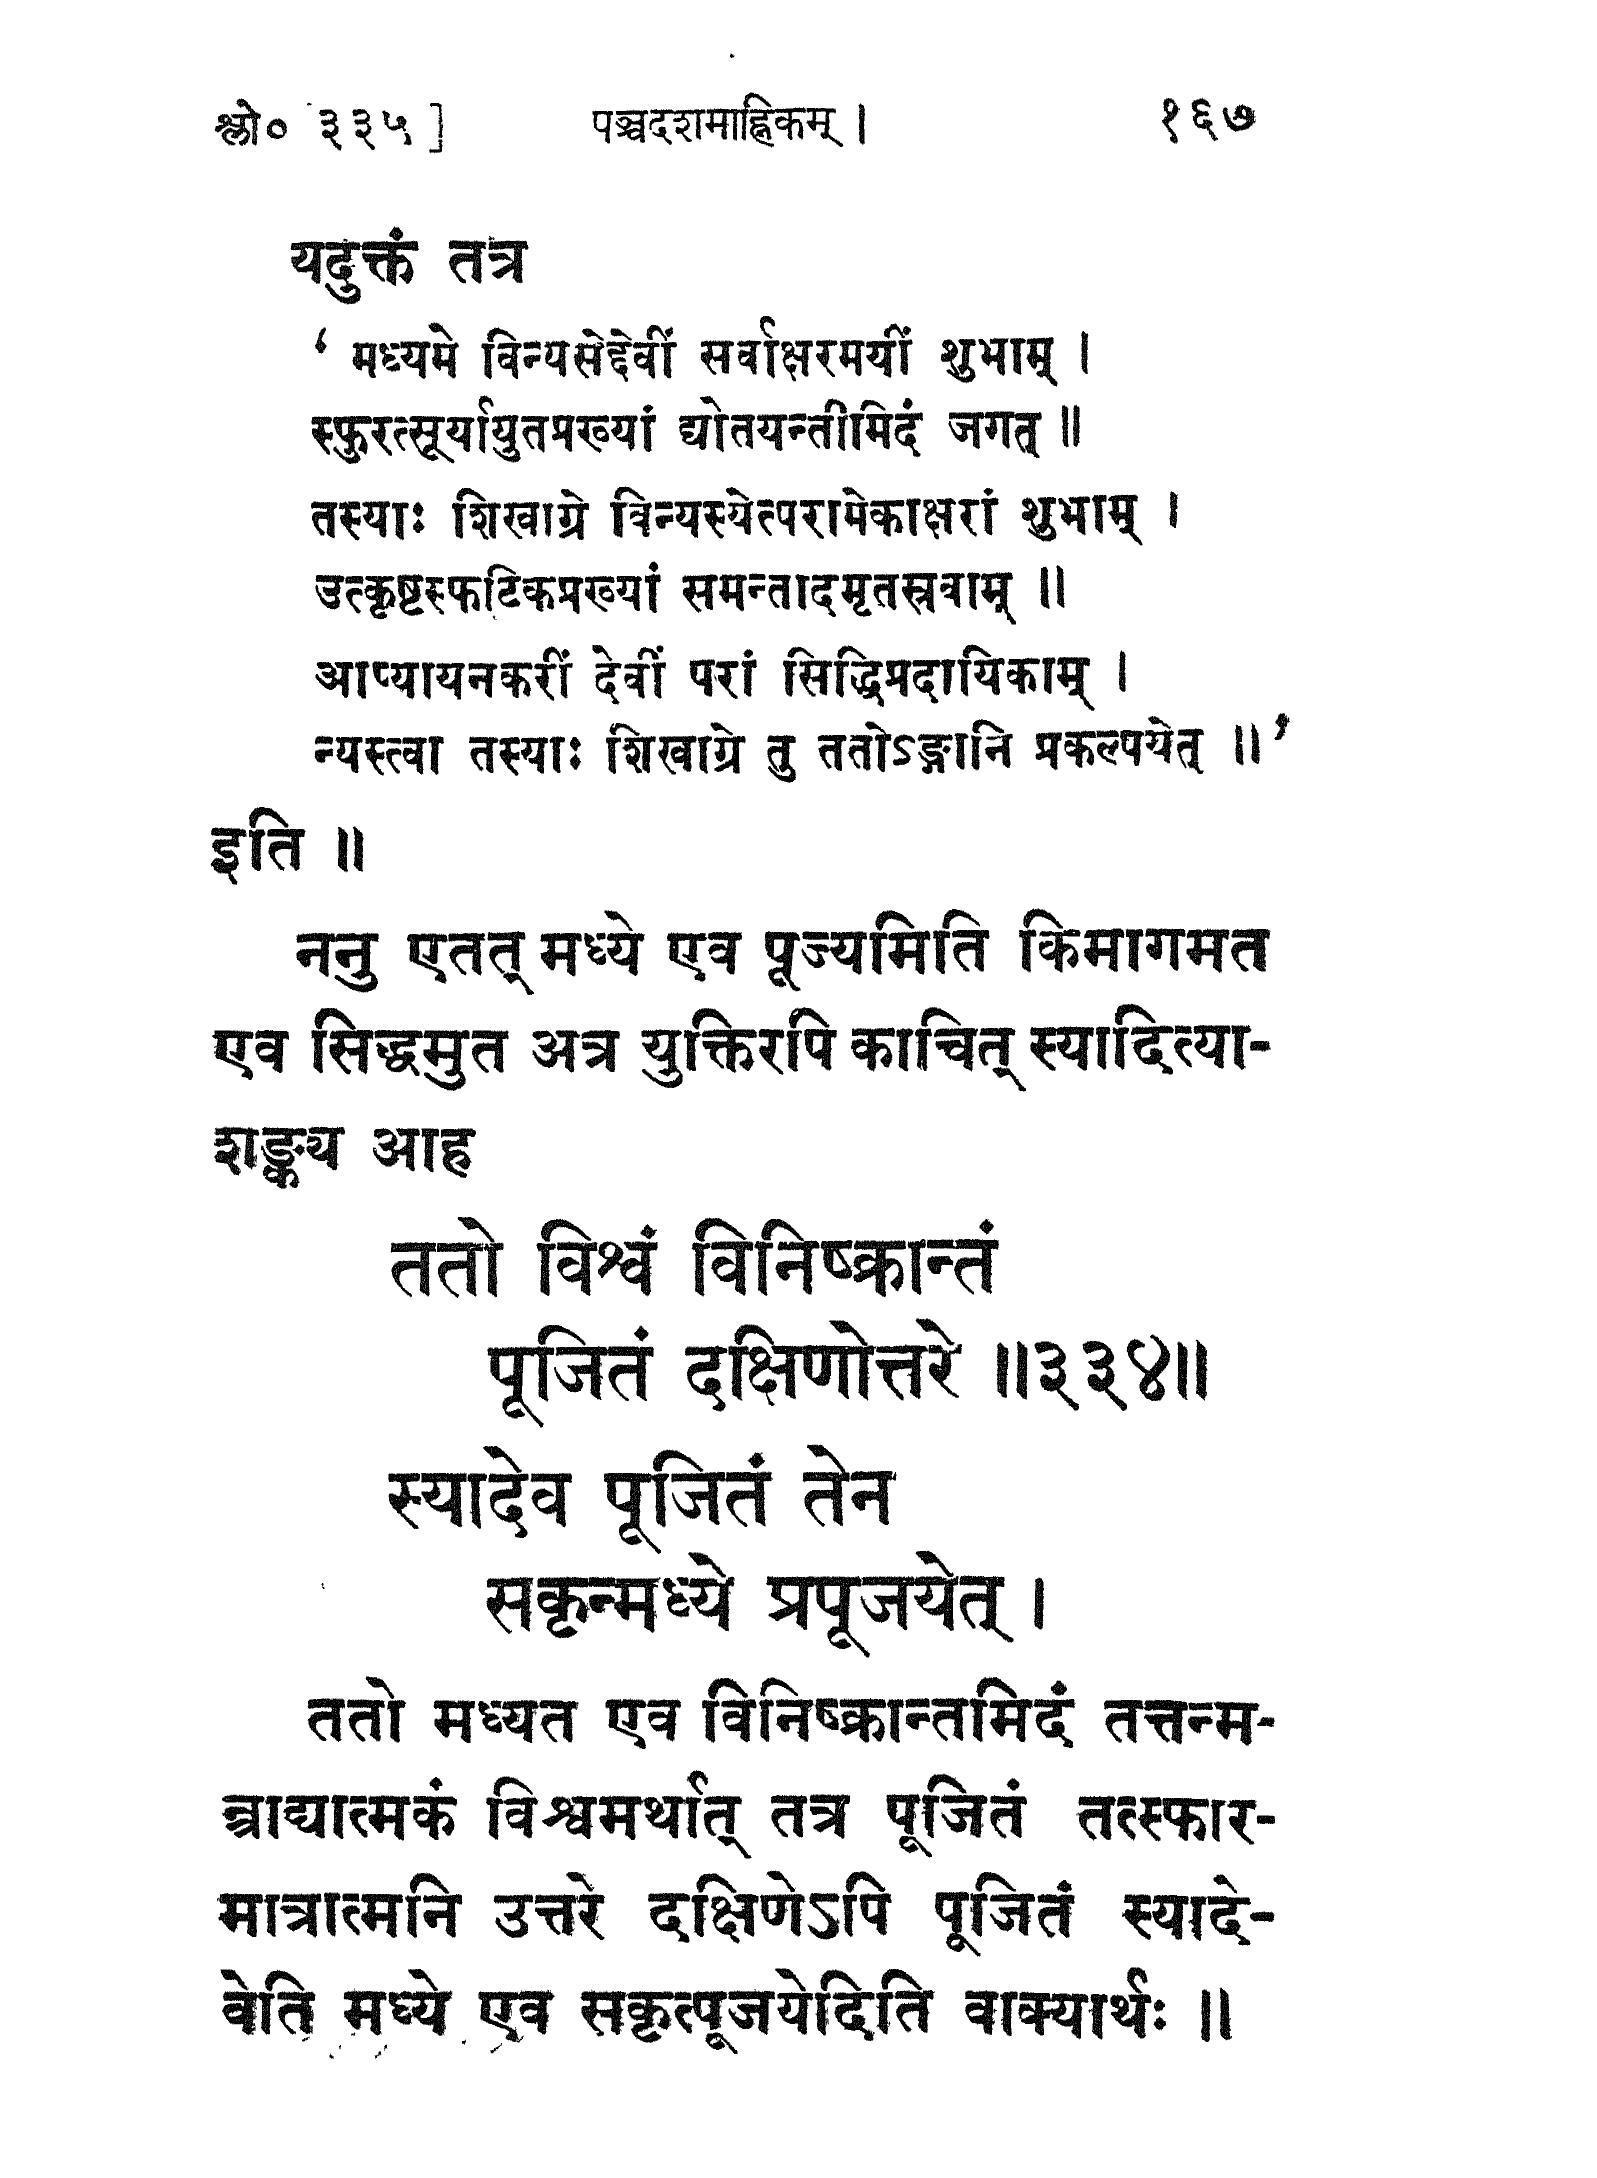 श्लो० ३३५] पञ्चदशमाह्निकम् । १६७
यदुक्तं तत्र
‘ मध्यमे विन्यसेद्देवीं सर्वाक्षरमयीं शुभाम् ।
स्फुरत्सूर्यायुतप्रख्यां द्योतयन्तीमिदं जगत् ॥
तस्याः शिखाग्रे विन्यस्येत्परामेकाक्षरां शुभाम् ।
उत्कृष्टस्फटिकप्रख्यां समन्तादमृतस्रवाम् ॥
आप्यायनकरीं देवीं परां सिद्धिप्रदायिकाम् ।
न्यस्त्वा तस्याः शिखाग्रे तु ततोऽङ्गानि प्रकल्पयेत् ॥’
इति ॥
ननु एतत् मध्ये एव पूज्यमिति किमागमत
एव सिद्धमुत अत्र युक्तिरपि काचित् स्यादित्या-
शङ्क्य आह
ततो विश्वं विनिष्क्रान्तं
पूजितं दक्षिणोत्तरे ॥३३४॥
स्यादेव पूजितं तेन
सकृन्मध्ये प्रपूजयेत् ।
ततो मध्यत एव विनिष्क्रान्तमिदं तत्तन्म-
न्त्राद्यात्मकं विश्वमर्थात् तत्र पूजितं तत्स्फार-
मात्रात्मनि उत्तरे दक्षिणेऽपि पूजितं स्यादे-
वेति मध्ये एव सकृत्पूजयेदिति वाक्यार्थः ॥